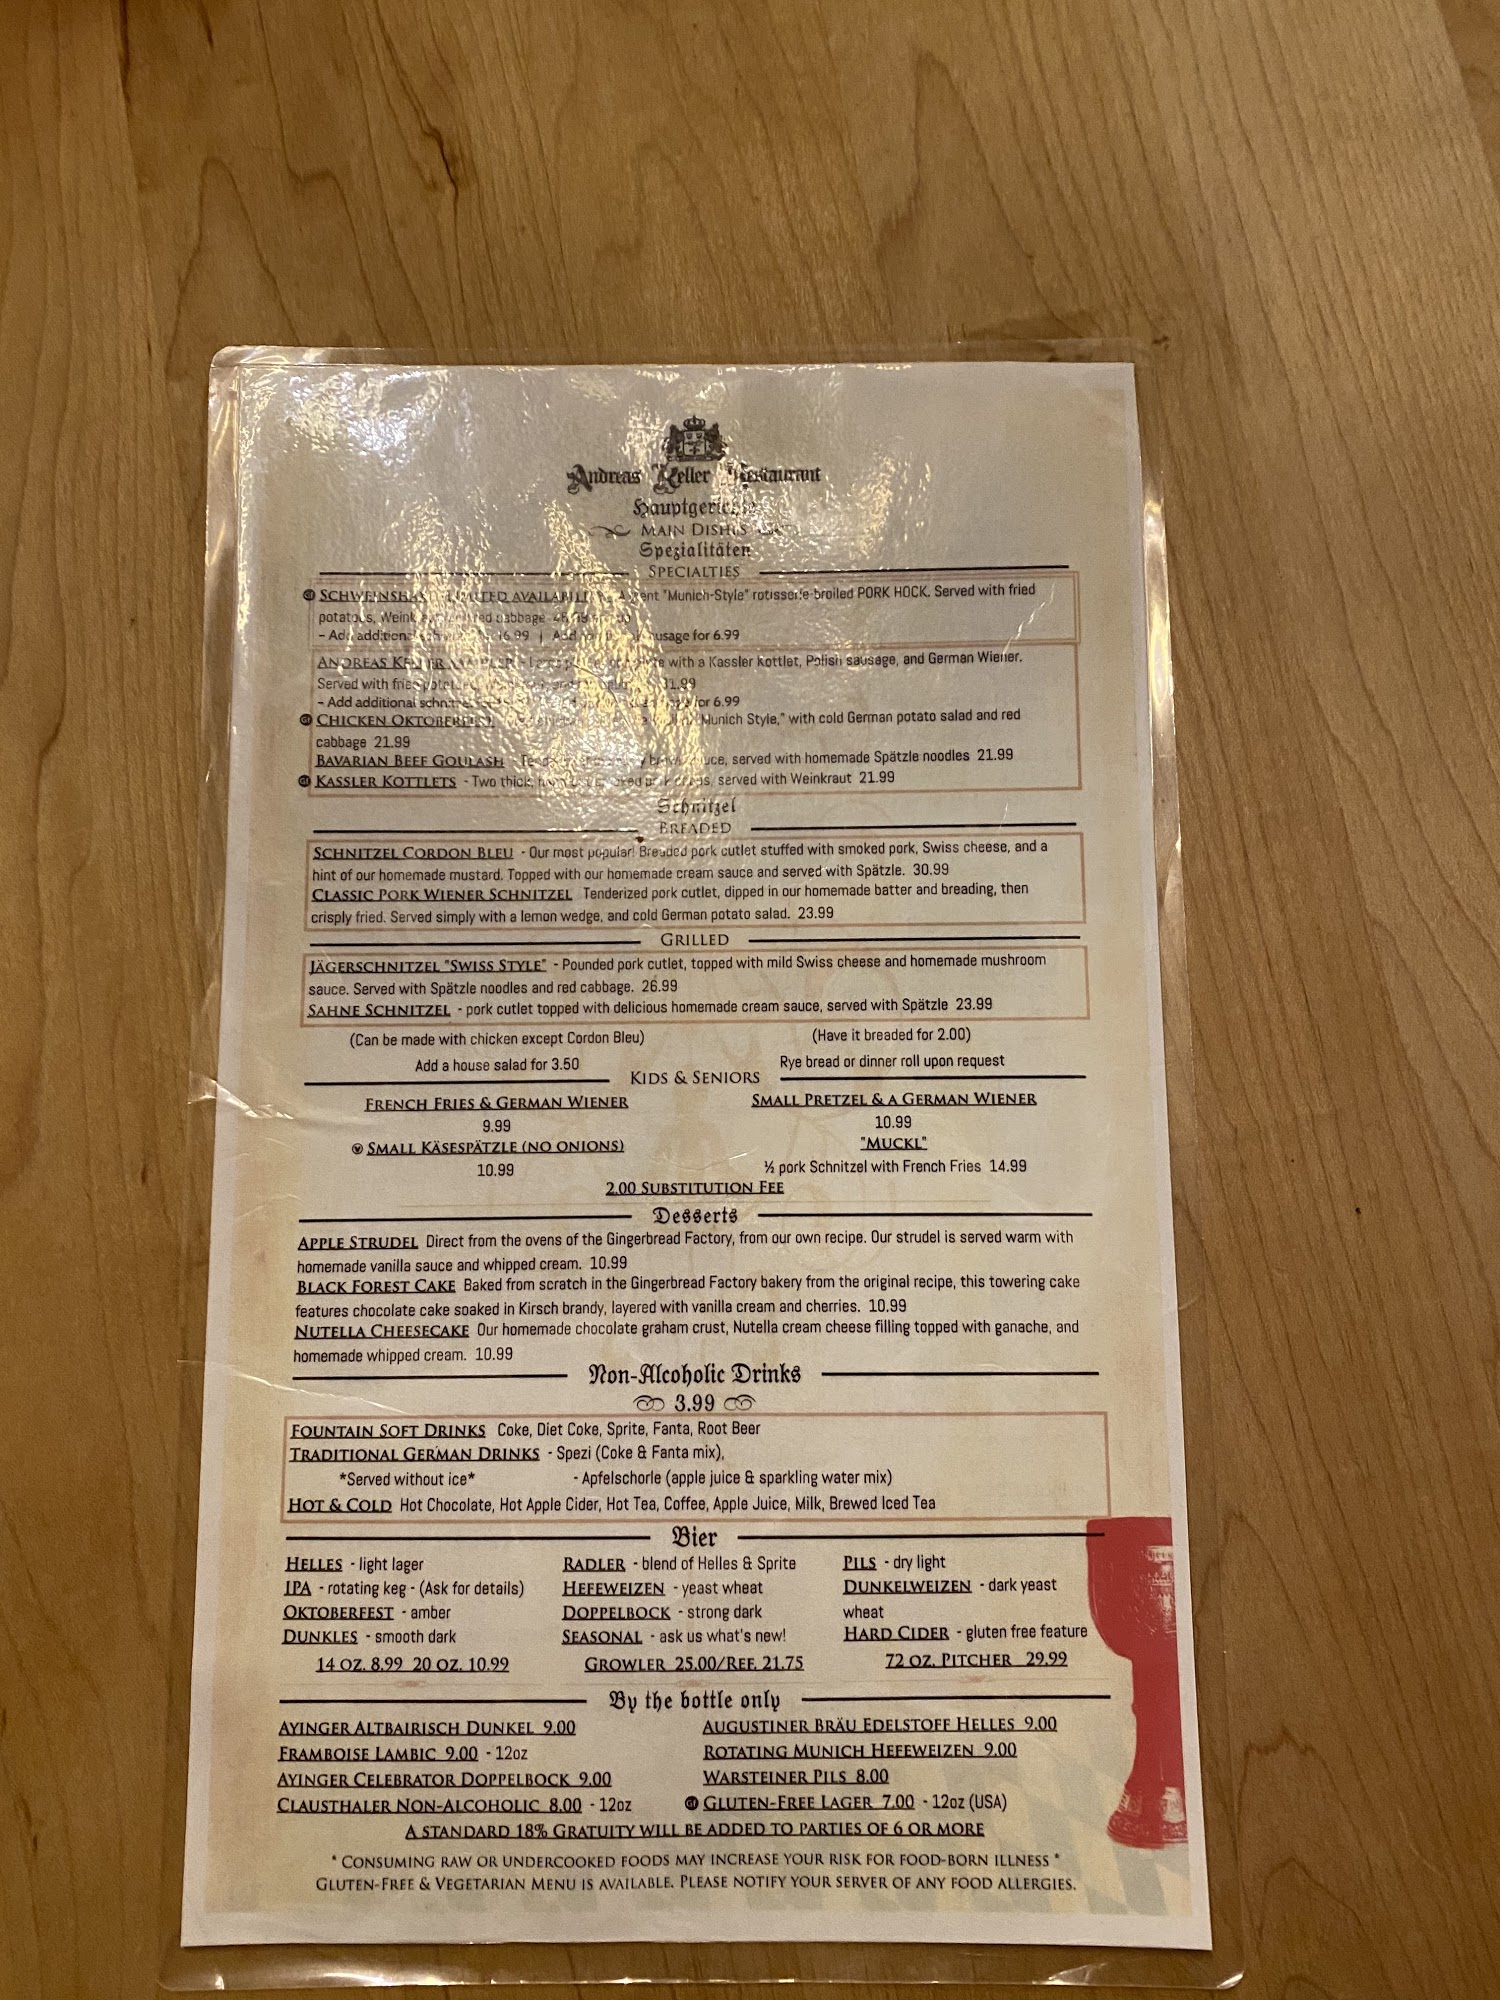 Andreas Keller Restaurant
Hauptgerichte
MAIN DISHES
Spezialitäten
SPECIALTIES
"Munich-Style" rotisserie-broiled PORK HOCK. Served with fried
potatoes, red cabbage
- Add additional 16.99 | Add sausage for 6.99
ANDREAS KELLER with a Kassler kottlet, Polish sausage, and German Wiener.
Served with fried 31.99
- Add additional for 6.99
CHICKEN OKTOBERFEST "Munich Style," with cold German potato salad and red
cabbage 21.99
BAVARIAN BEEF GOULASH - served with homemade Spätzle noodles 21.99
KASSLER KOTTLETS - Two thick, served with Weinkraut 21.99
Schnitzel
BREADED
SCHNITZEL CORDON BLEU - Our most popular! Breaded pork cutlet stuffed with smoked pork, Swiss cheese, and a
hint of our homemade mustard. Topped with our homemade cream sauce and served with Spätzle. 30.99
CLASSIC PORK WIENER SCHNITZEL Tenderized pork cutlet, dipped in our homemade batter and breading, then
crisply fried. Served simply with a lemon wedge, and cold German potato salad. 23.99
GRILLED
JÄGERSCHNITZEL "SWISS STYLE" - Pounded pork cutlet, topped with mild Swiss cheese and homemade mushroom
sauce. Served with Spätzle noodles and red cabbage. 26.99
SAHNE SCHNITZEL - pork cutlet topped with delicious homemade cream sauce, served with Spätzle 23.99
(Can be made with chicken except Cordon Bleu) (Have it breaded for 2.00)
Add a house salad for 3.50 Rye bread or dinner roll upon request
KIDS & SENIORS
FRENCH FRIES & GERMAN WIENER SMALL PRETZEL & A GERMAN WIENER
9.99 10.99
SMALL KÄSESPÄTZLE (NO ONIONS) "MUCKL"
10.99 ½ pork Schnitzel with French Fries 14.99
2.00 SUBSTITUTION FEE
Desserts
APPLE STRUDEL Direct from the ovens of the Gingerbread Factory, from our own recipe. Our strudel is served warm with
homemade vanilla sauce and whipped cream. 10.99
BLACK FOREST CAKE Baked from scratch in the Gingerbread Factory bakery from the original recipe, this towering cake
features chocolate cake soaked in Kirsch brandy, layered with vanilla cream and cherries. 10.99
NUTELLA CHEESECAKE Our homemade chocolate graham crust, Nutella cream cheese filling topped with ganache, and
homemade whipped cream. 10.99
Non-Alcoholic Drinks
3.99
FOUNTAIN SOFT DRINKS Coke, Diet Coke, Sprite, Fanta, Root Beer
TRADITIONAL GERMAN DRINKS - Spezi (Coke & Fanta mix),
*Served without ice* - Apfelschorle (apple juice & sparkling water mix)
HOT & COLD Hot Chocolate, Hot Apple Cider, Hot Tea, Coffee, Apple Juice, Milk, Brewed Iced Tea
Bier
HELLES - light lager RADLER - blend of Helles & Sprite PILS - dry light
IPA - rotating keg - (Ask for details) HEFEWEIZEN - yeast wheat DUNKELWEIZEN - dark yeast
OKTOBERFEST - amber DOPPELBOCK - strong dark wheat
DUNKLES - smooth dark SEASONAL - ask us what's new! HARD CIDER - gluten free feature
14 OZ. 8.99 20 OZ. 10.99 GROWLER 25.00/REF. 21.75 72 OZ. PITCHER 29.99
By the bottle only
AYINGER ALTBAIRISCH DUNKEL 9.00 AUGUSTINER BRÄU EDELSTOFF HELLES 9.00
FRAMBOISE LAMBIC 9.00 - 12oz ROTATING MUNICH HEFEWEIZEN 9.00
AYINGER CELEBRATOR DOPPELBOCK 9.00 WARSTEINER PILS 8.00
CLAUSTHALER NON-ALCOHOLIC 8.00 - 12oz GF GLUTEN-FREE LAGER 7.00 - 12oz (USA)
A STANDARD 18% GRATUITY WILL BE ADDED TO PARTIES OF 6 OR MORE
* CONSUMING RAW OR UNDERCOOKED FOODS MAY INCREASE YOUR RISK FOR FOOD-BORN ILLNESS *
GLUTEN-FREE & VEGETARIAN MENU IS AVAILABLE. PLEASE NOTIFY YOUR SERVER OF ANY FOOD ALLERGIES.